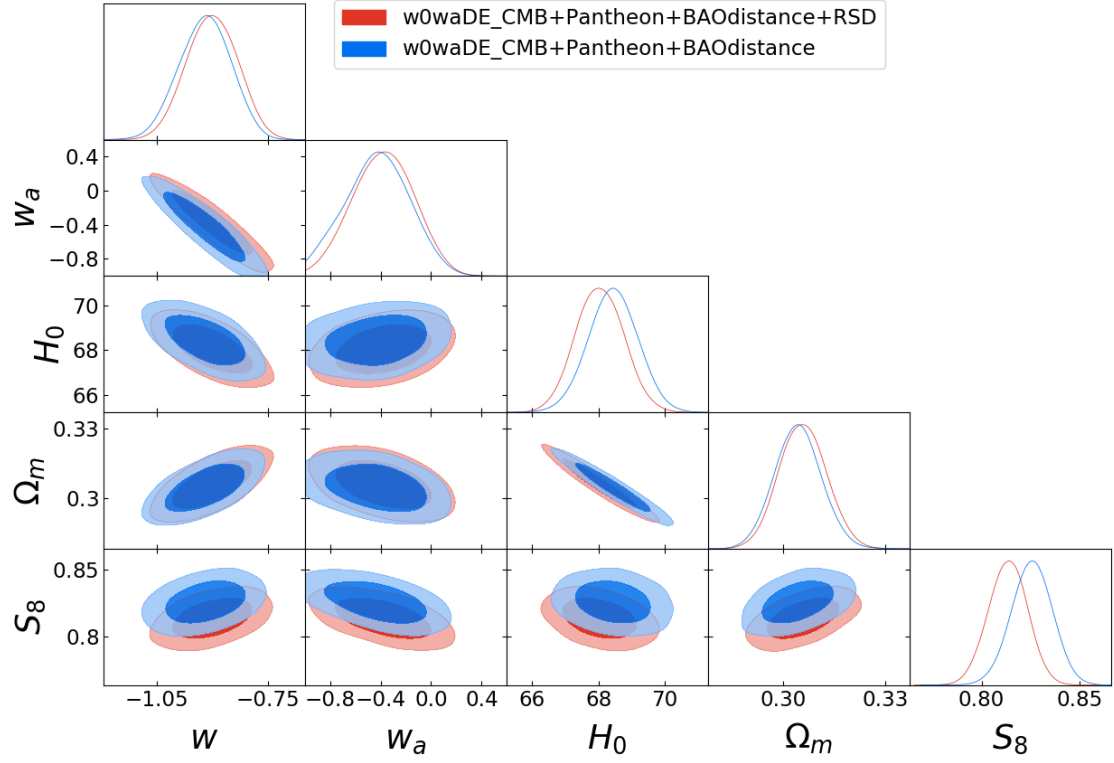 w0waDE_CMB+Pantheon+BAOdistance+RSD
w0waDE_CMB+Pantheon+BAOdistance
w_a
0.4
0
−0.4
−0.8
H_0
70
68
66
Ω_m
0.33
0.3
S_8
0.85
0.8
−1.05 −0.75
−0.8 −0.4 0.0 0.4
66 68 70
0.30 0.33
0.80 0.85
w w_a H_0 Ω_m S_8